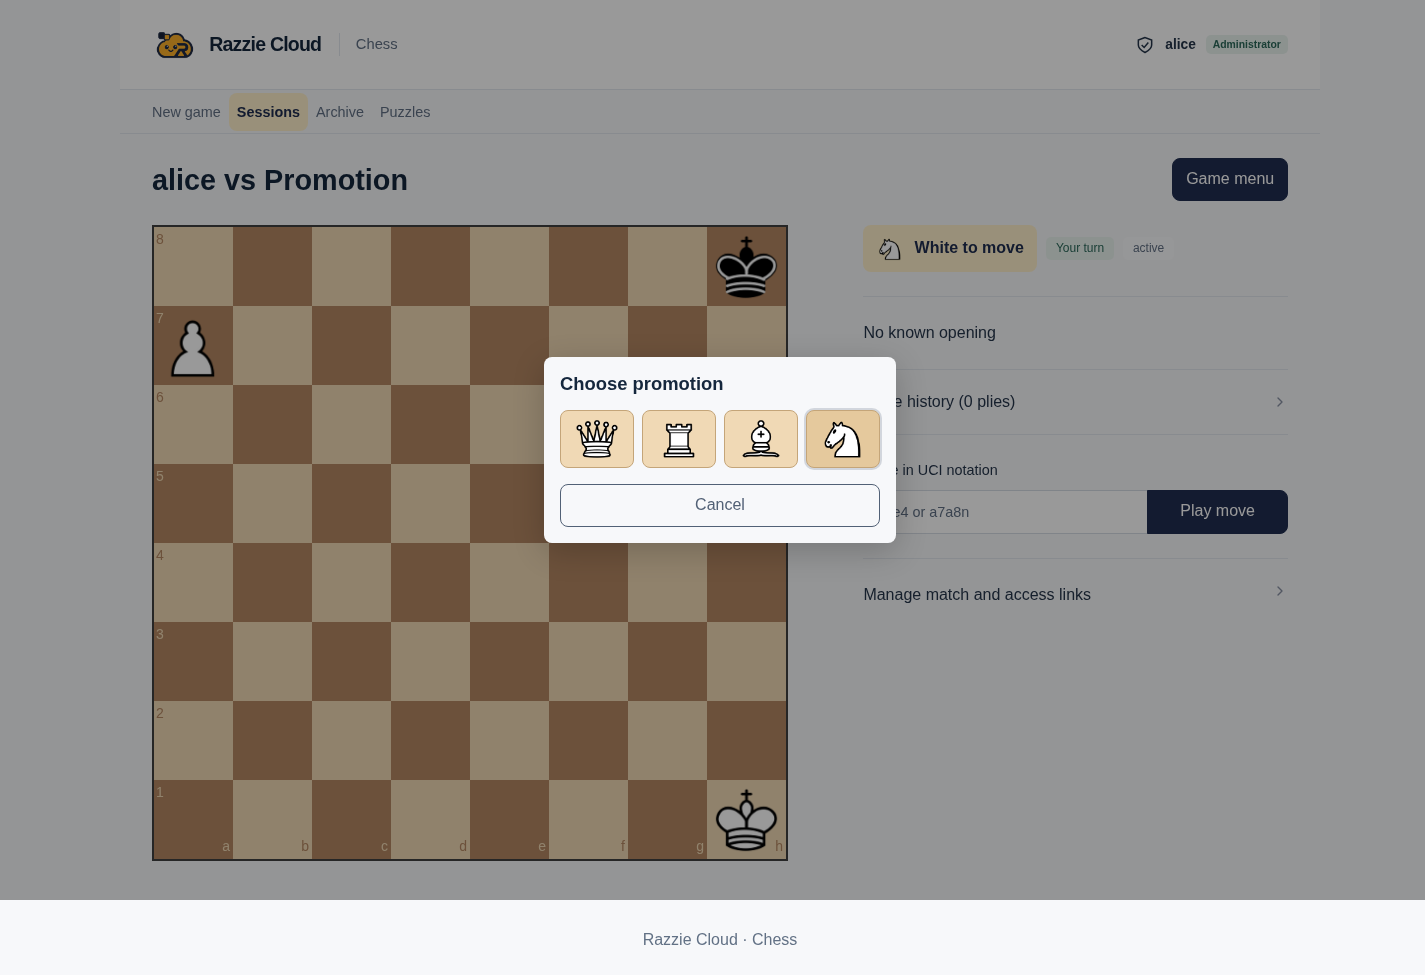 Razzie Cloud
Chess
alice
Administrator
New game
Sessions
Archive
Puzzles
alice vs Promotion
Game menu
8
7
6
5
4
3
2
1
a
b
c
d
e
f
g
h
White to move
Your turn
active
No known opening
history (0 plies)
in UCI notation
or a7a8n
Play move
Manage match and access links
Choose promotion
Cancel
Razzie Cloud · Chess